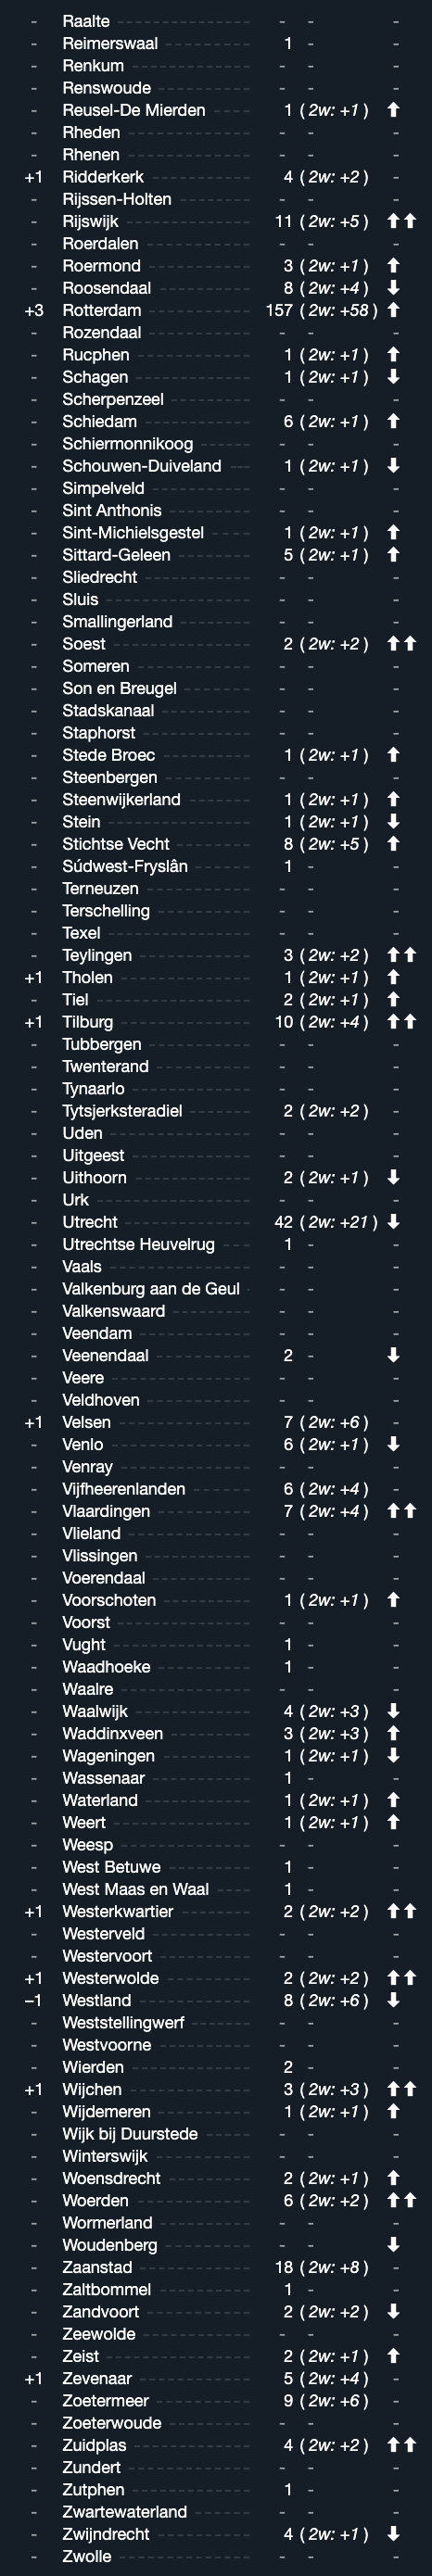 - Raalte - - -
- Reimerswaal 1 -
- Renkum - - -
- Renswoude - - -
- Reusel-De Mierden 1 ( 2w: +1 ) ⬆
- Rheden - - -
- Rhenen - - -
+1 Ridderkerk 4 ( 2w: +2 ) -
- Rijssen-Holten - - -
- Rijswijk 11 ( 2w: +5 ) ⬆⬆
- Roerdalen - - -
- Roermond 3 ( 2w: +1 ) ⬆
- Roosendaal 8 ( 2w: +4 ) ⬇
+3 Rotterdam 157 ( 2w: +58 ) ⬆
- Rozendaal - - -
- Rucphen 1 ( 2w: +1 ) ⬆
- Schagen 1 ( 2w: +1 ) ⬇
- Scherpenzeel - - -
- Schiedam 6 ( 2w: +1 ) ⬆
- Schiermonnikoog - - -
- Schouwen-Duiveland 1 ( 2w: +1 ) ⬇
- Simpelveld - - -
- Sint Anthonis - - -
- Sint-Michielsgestel 1 ( 2w: +1 ) ⬆
- Sittard-Geleen 5 ( 2w: +1 ) ⬆
- Sliedrecht - - -
- Sluis - - -
- Smallingerland - - -
- Soest 2 ( 2w: +2 ) ⬆⬆
- Someren - - -
- Son en Breugel - - -
- Stadskanaal - - -
- Staphorst - - -
- Stede Broec 1 ( 2w: +1 ) ⬆
- Steenbergen - - -
- Steenwijkerland 1 ( 2w: +1 ) ⬆
- Stein 1 ( 2w: +1 ) ⬇
- Stichtse Vecht 8 ( 2w: +5 ) ⬆
- Súdwest-Fryslân 1 - -
- Terneuzen - - -
- Terschelling - - -
- Texel - - -
- Teylingen 3 ( 2w: +2 ) ⬆⬆
+1 Tholen 1 ( 2w: +1 ) ⬆
- Tiel 2 ( 2w: +1 ) ⬆
+1 Tilburg 10 ( 2w: +4 ) ⬆⬆
- Tubbergen - - -
- Twenterand - - -
- Tynaarlo - - -
- Tytsjerksteradiel 2 ( 2w: +2 ) -
- Uden - - -
- Uitgeest - - -
- Uithoorn 2 ( 2w: +1 ) ⬇
- Urk - - -
- Utrecht 42 ( 2w: +21 ) ⬇
- Utrechtse Heuvelrug 1 - -
- Vaals - - -
- Valkenburg aan de Geul - - -
- Valkenswaard - - -
- Veendam - - -
- Veenendaal 2 - ⬇
- Veere - - -
- Veldhoven - - -
+1 Velsen 7 ( 2w: +6 ) -
- Venlo 6 ( 2w: +1 ) ⬇
- Venray - - -
- Vijfheerenlanden 6 ( 2w: +4 ) -
- Vlaardingen 7 ( 2w: +4 ) ⬆⬆
- Vlieland - - -
- Vlissingen - - -
- Voerendaal - - -
- Voorschoten 1 ( 2w: +1 ) ⬆
- Voorst - - -
- Vught 1 - -
- Waadhoeke 1 - -
- Waalre - - -
- Waalwijk 4 ( 2w: +3 ) ⬇
- Waddinxveen 3 ( 2w: +3 ) ⬆
- Wageningen 1 ( 2w: +1 ) ⬇
- Wassenaar 1 - -
- Waterland 1 ( 2w: +1 ) ⬆
- Weert 1 ( 2w: +1 ) ⬆
- Weesp - - -
- West Betuwe 1 - -
- West Maas en Waal 1 - -
+1 Westerkwartier 2 ( 2w: +2 ) ⬆⬆
- Westerveld - - -
- Westervoort - - -
+1 Westerwolde 2 ( 2w: +2 ) ⬆⬆
−1 Westland 8 ( 2w: +6 ) ⬇
- Weststellingwerf - - -
- Westvoorne - - -
- Wierden 2 - -
+1 Wijchen 3 ( 2w: +3 ) ⬆⬆
- Wijdemeren 1 ( 2w: +1 ) ⬆
- Wijk bij Duurstede - - -
- Winterswijk - - -
- Woensdrecht 2 ( 2w: +1 ) ⬆
- Woerden 6 ( 2w: +2 ) ⬆⬆
- Wormerland - - -
- Woudenberg - - ⬇
- Zaanstad 18 ( 2w: +8 ) -
- Zaltbommel 1 - -
- Zandvoort 2 ( 2w: +2 ) ⬇
- Zeewolde - - -
- Zeist 2 ( 2w: +1 ) ⬆
+1 Zevenaar 5 ( 2w: +4 ) -
- Zoetermeer 9 ( 2w: +6 ) -
- Zoeterwoude - - -
- Zuidplas 4 ( 2w: +2 ) ⬆⬆
- Zundert - - -
- Zutphen 1 - -
- Zwartewaterland - - -
- Zwijndrecht 4 ( 2w: +1 ) ⬇
- Zwolle - - -